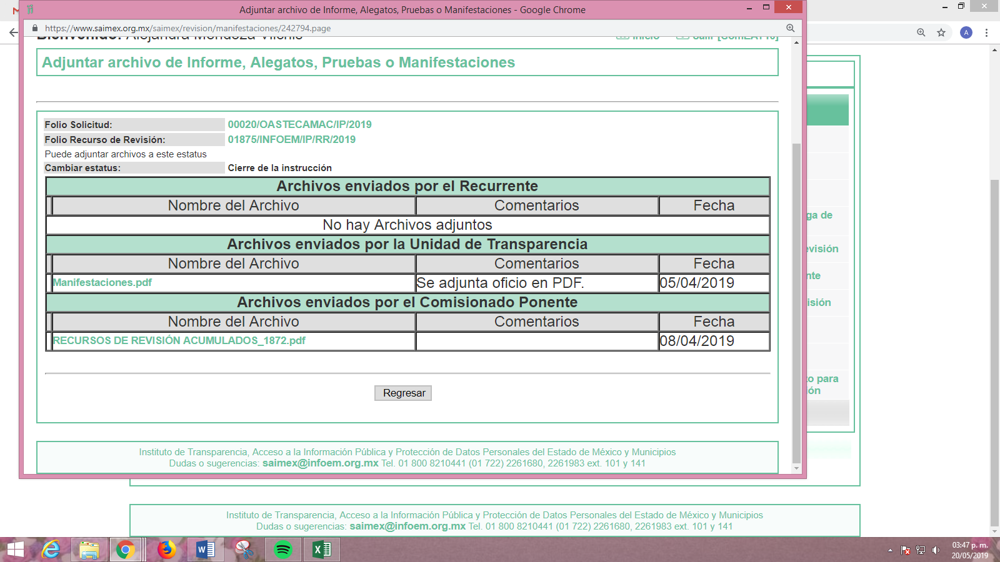 Adjuntar archivo de Informe, Alegatos, Pruebas o Manifestaciones - Google Chrome
https://www.saimex.org.mx/saimex/revision/manifestaciones/242794.page
Adjuntar archivo de Informe, Alegatos, Pruebas o Manifestaciones
Folio Solicitud: 00020/OASTECAMAC/IP/2019
Folio Recurso de Revisión: 01875/INFOEM/IP/RR/2019
Puede adjuntar archivos a este estatus
Cambiar estatus: Cierre de la instrucción
Archivos enviados por el Recurrente
Nombre del Archivo Comentarios Fecha
No hay Archivos adjuntos
Archivos enviados por la Unidad de Transparencia
Nombre del Archivo Comentarios Fecha
Manifestaciones.pdf Se adjunta oficio en PDF. 05/04/2019
Archivos enviados por el Comisionado Ponente
Nombre del Archivo Comentarios Fecha
RECURSOS DE REVISIÓN ACUMULADOS_1872.pdf 08/04/2019
Regresar
Instituto de Transparencia, Acceso a la Información Pública y Protección de Datos Personales del Estado de México y Municipios
Dudas o sugerencias: saimex@infoem.org.mx Tel. 01 800 8210441 (01 722) 2261680, 2261983 ext. 101 y 141
A
ga de
evisión
nte
isión
o para
ión
Instituto de Transparencia, Acceso a la Información Pública y Protección de Datos Personales del Estado de México y Municipios
Dudas o sugerencias: saimex@infoem.org.mx Tel. 01 800 8210441 (01 722) 2261680, 2261983 ext. 101 y 141
03:47 p. m.
20/05/2019